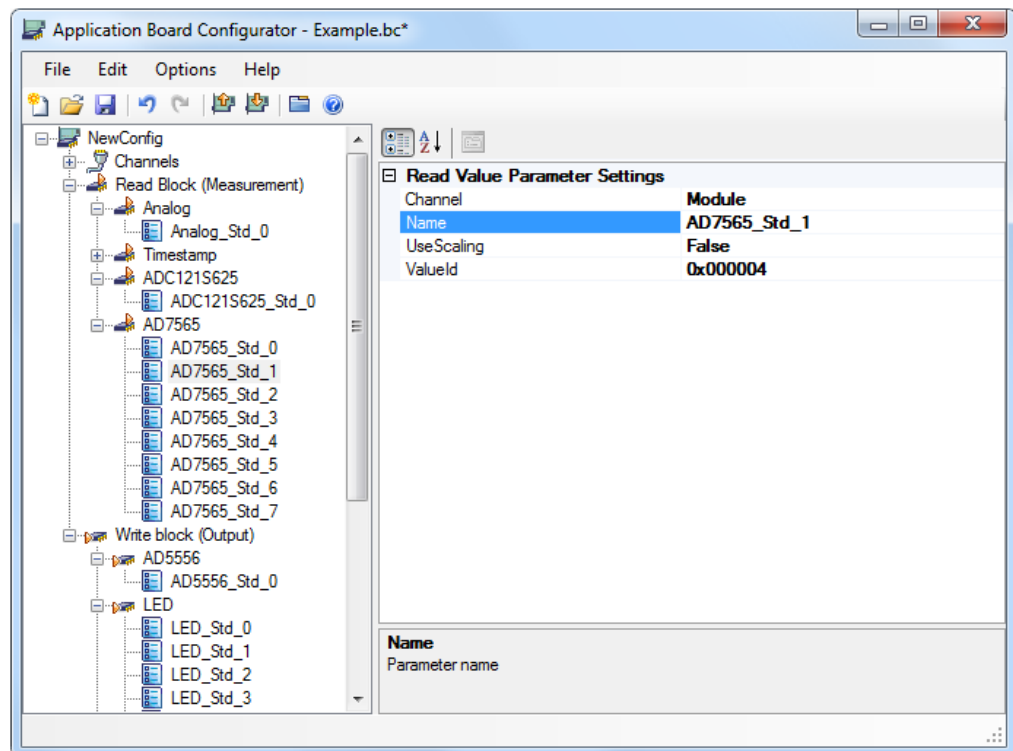 Application Board Configurator - Example.bc*
File Edit Options Help
NewConfig
Channels
Read Block (Measurement)
Analog
Analog_Std_0
Timestamp
ADC121S625
ADC121S625_Std_0
AD7565
AD7565_Std_0
AD7565_Std_1
AD7565_Std_2
AD7565_Std_3
AD7565_Std_4
AD7565_Std_5
AD7565_Std_6
AD7565_Std_7
Write block (Output)
AD5556
AD5556_Std_0
LED
LED_Std_0
LED_Std_1
LED_Std_2
LED_Std_3
Read Value Parameter Settings
Channel Module
Name AD7565_Std_1
UseScaling False
ValueId 0x000004
Name
Parameter name